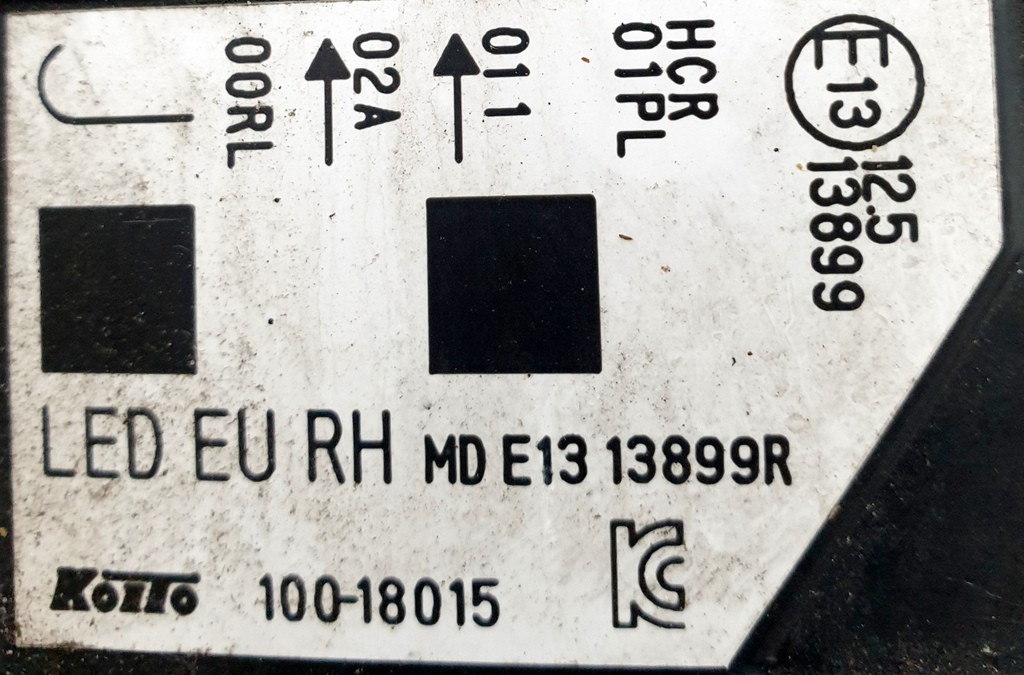 J
00RL
02A
011
HCR
01PL
E13
12.5
13899
LED EU RH MD E13 13899R
KOITO 100-18015